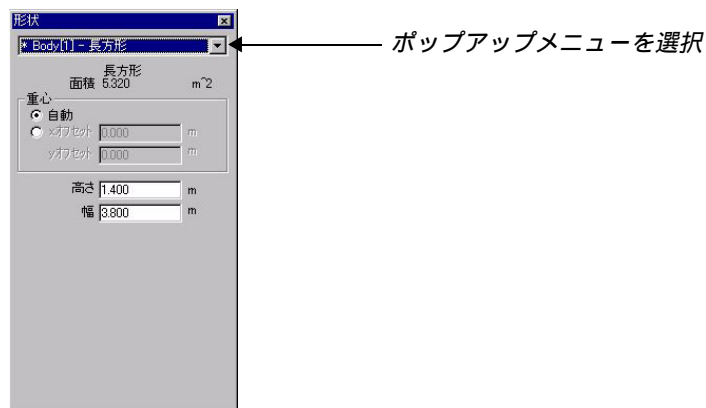 形状
* Body[1] - 長方形
ポップアップメニューを選択
長方形
面積 5.320 m^2
重心
自動
xオフセット 0.000 m
yオフセット 0.000 m
高さ 1.400 m
幅 3.800 m